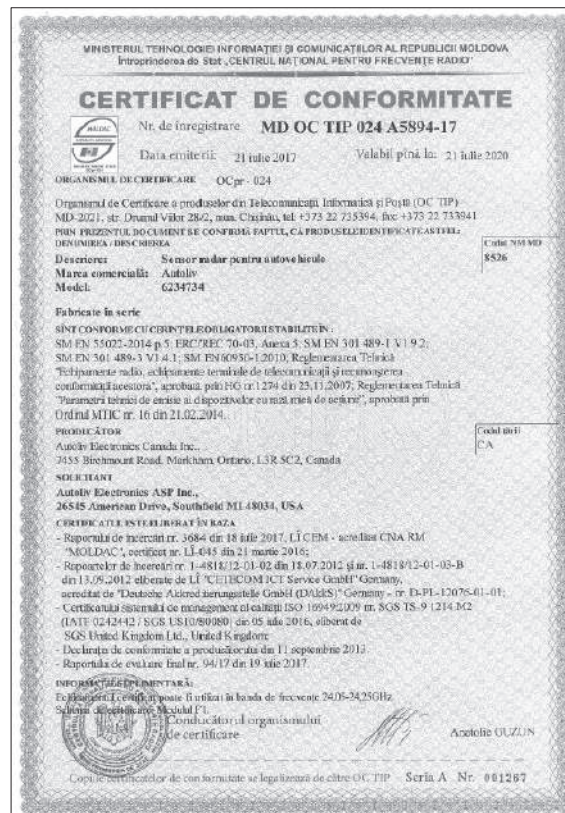 MINISTERUL TEHNOLOGIEI INFORMAȚIEI ȘI COMUNICAȚIILOR AL REPUBLICII MOLDOVA
Întreprinderea de Stat „CENTRUL NAȚIONAL PENTRU FRECVENȚE RADIO"
CERTIFICAT DE CONFORMITATE
MOLDAC
Nr. de înregistrare MD OC TIP 024 A5894-17
Data emiterii: 21 iulie 2017 Valabil pînă la: 21 iulie 2020
ORGANISMUL DE CERTIFICARE OCpr - 024
Organismul de Certificare a produselor din Telecomunicații, Informatică și Poștă (OC TIP)
MD-2021, str. Drumul Viilor 28/2, mun. Chișinău, tel. +373 22 735394, fax: +373 22 733941
PRIN PREZENTUL DOCUMENT SE CONFIRMĂ FAPTUL, CĂ PRODUSELE IDENTIFICATE ASTFEL:
DENUMIREA / DESCRIEREA
Codul NM MD
8526
Descriere: Sensor radar pentru autovehicule
Marca comercială: Autoliv
Model: 6234734
Fabricate în serie
SÎNT CONFORME CU CERINȚELE OBLIGATORII STABILITE ÎN:
SM EN 55022-2014 p.5; ERC/REC 70-03, Anexa 5; SM EN 301 489-1 V1.9.2;
SM EN 301 489-3 V1.4.1; SM EN 60950-1:2010; Reglementarea Tehnică
"Echipamente radio, echipamente terminale de telecomunicații și recunoașterea
conformității acestora", aprobată prin HG nr.1274 din 23.11.2007; Reglementarea Tehnică
"Parametri tehnici de emisie ai dispozitivelor cu rază mică de acțiune", aprobată prin
Ordinul MTIC nr. 16 din 21.02.2014.
PRODUCĂTOR
Codul țării
CA
Autoliv Electronics Canada Inc.,
7455 Birchmount Road, Markham, Ontario, L3R 5C2, Canada
SOLICITANT
Autoliv Electronics ASP Inc.,
26545 American Drive, Southfield MI 48034, USA
CERTIFICATUL ESTE ELIBERAT ÎN BAZA
- Raportului de încercări nr. 3684 din 18 iulie 2017, LÎ CEM - acreditat CNA RM
"MOLDAC", certificat nr. LÎ-045 din 21 martie 2016;
- Rapoartelor de încercări nr. 1-4818/12-01-02 din 18.07.2012 și nr. 1-4818/12-01-03-B
din 13.09.2012 eliberate de LÎ "CETECOM ICT Service GmbH" Germany,
acreditat de "Deutsche Akkreditierungsstelle GmbH (DAkkS)" Germany - nr. D-PL-12076-01-01;
- Certificatului sistemului de management al calității ISO 16949:2009 nr. SGS TS-9 1214 M2
(IATF 0242442 / SGS US10/80080) din 05 iulie 2016, eliberat de
SGS United Kingdom Ltd., United Kingdom;
- Declarația de conformitate a producătorului din 11 septembrie 2013.
- Raportului de evaluare final nr. 94/17 din 19 iulie 2017.
INFORMAȚIE SUPLIMENTARĂ:
Echipamentul certificat poate fi utilizat în banda de frecvențe 24,05-24,25GHz
Schema de certificare: Modulul F1.
Conducătorul organismului
de certificare
Anatolie GUZUN
Copiile certificatelor de conformitate se legalizează de către OC TIP Seria A Nr. 001267